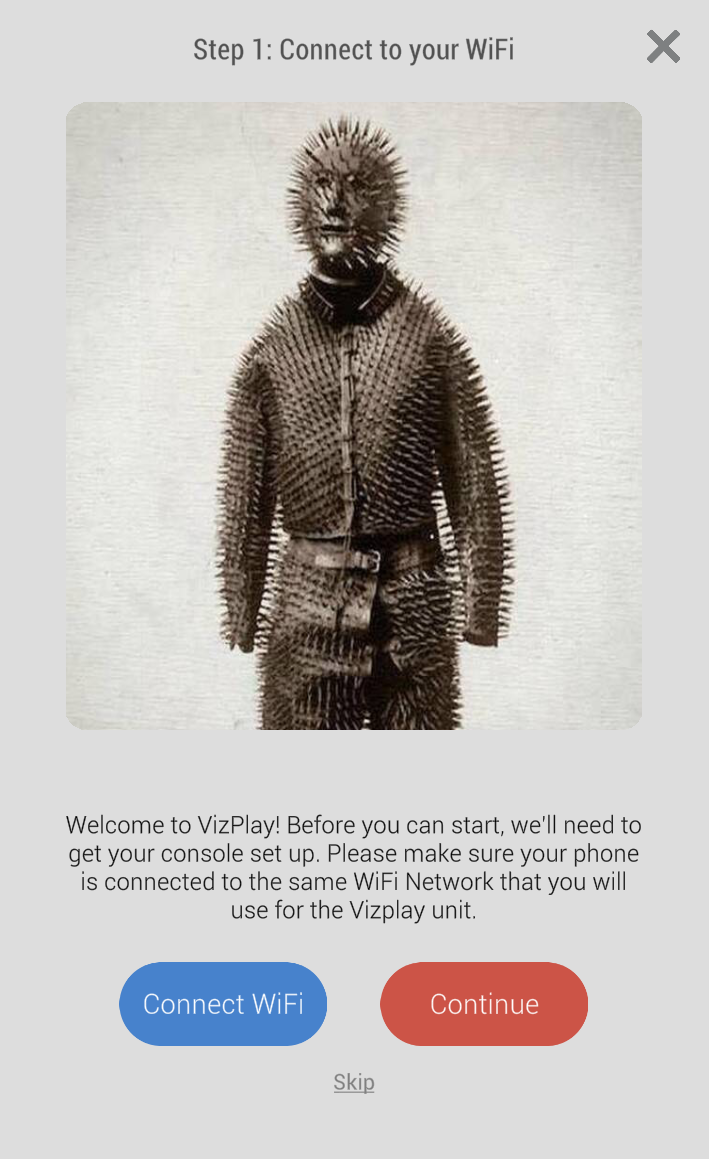 Step 1: Connect to your WiFi
Welcome to VizPlay! Before you can start, we'll need to
get your console set up. Please make sure your phone
is connected to the same WiFi Network that you will
use for the Vizplay unit.
Connect WiFi
Continue
Skip